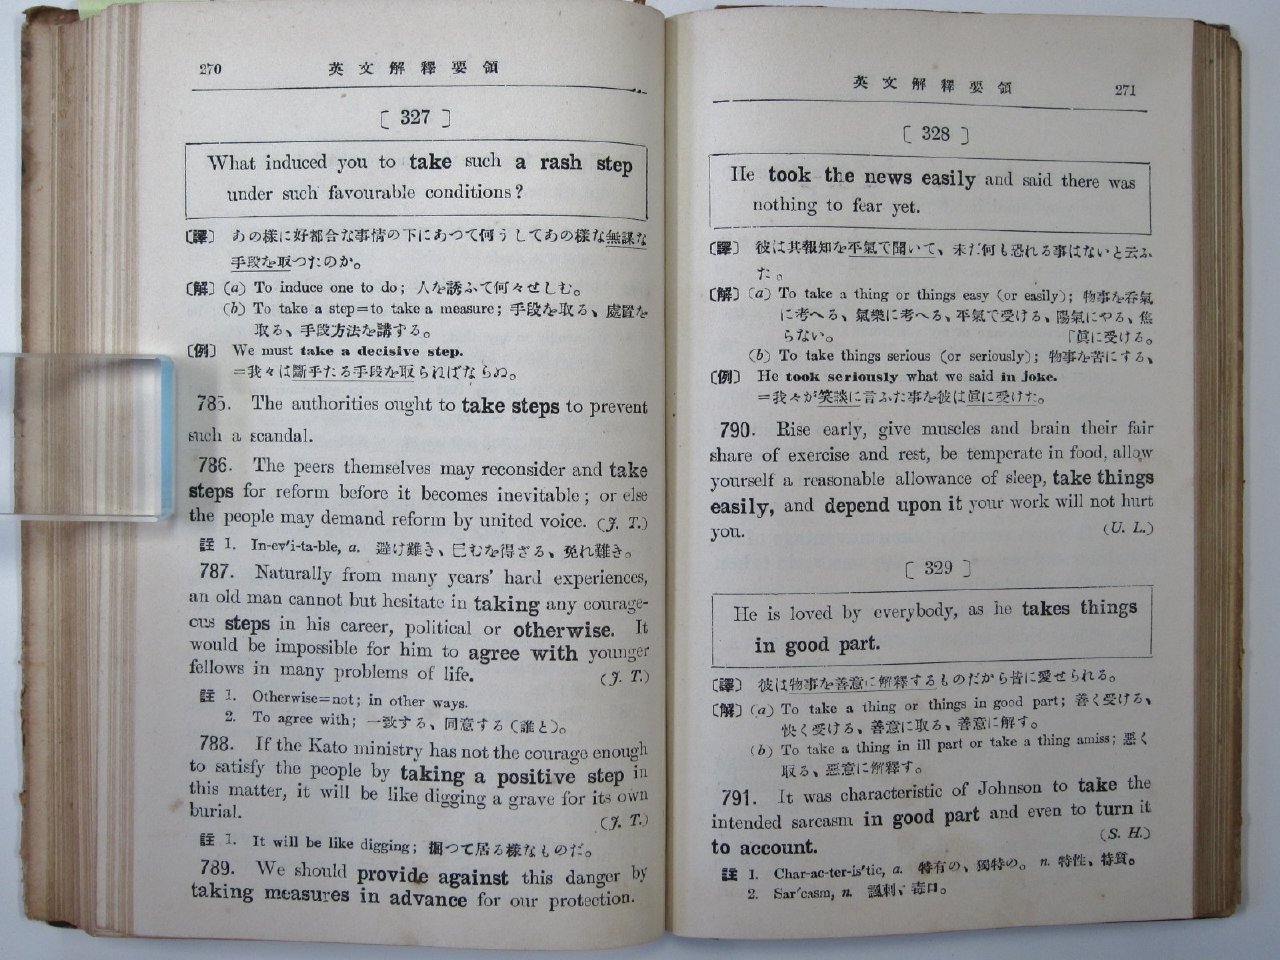 270 英文解釋要領
〔 327 〕
What induced you to take such a rash step
under such favourable conditions?
〔譯〕 あの樣に好都合な事情の下にあつて何うしてあの樣な無謀な
手段を取つたのか。
〔解〕 (a) To induce one to do; 人を誘ふて何々せしむ。
(b) To take a step=to take a measure; 手段を取る、處置を
取る、手段方法を講する。
〔例〕 We must take a decisive step.
=我々は斷乎たる手段を取らればならぬ。
785. The authorities ought to take steps to prevent
such a scandal.
786. The peers themselves may reconsider and take
steps for reform before it becomes inevitable; or else
the people may demand reform by united voice. (J. T.)
註 1. In-ev'i-ta-ble, a. 避け難き、已むを得ざる、免れ難き。
787. Naturally from many years' hard experiences,
an old man cannot but hesitate in taking any courage-
ous steps in his career, political or otherwise. It
would be impossible for him to agree with younger
fellows in many problems of life. (J. T.)
註 1. Otherwise=not; in other ways.
2. To agree with; 一致する、同意する(誰と)。
788. If the Kato ministry has not the courage enough
to satisfy the people by taking a positive step in
this matter, it will be like digging a grave for its own
burial. (J. T.)
註 1. It will be like digging; 掘つて居る樣なものだ。
789. We should provide against this danger by
taking measures in advance for our protection.
英文解釋要領 271
〔 328 〕
He took the news easily and said there was
nothing to fear yet.
〔譯〕 彼は其報知を平氣で聞いて、未だ何も恐れる事はないと云ふ
た。
〔解〕 (a) To take a thing or things easy (or easily); 物事を呑氣
に考へる、氣樂に考へる、平氣で受ける、陽氣にやる、焦
らない。 「眞に受ける。
(b) To take things serious (or seriously); 物事を苦にする、
〔例〕 He took seriously what we said in Joke.
=我々が笑談に言ふた事を彼は眞に受けた。
790. Rise early, give muscles and brain their fair
share of exercise and rest, be temperate in food, allow
yourself a reasonable allowance of sleep, take things
easily, and depend upon it your work will not hurt
you. (U. L.)
〔 329 〕
He is loved by everybody, as he takes things
in good part.
〔譯〕 彼は物事を善意に解釋するものだから皆に愛せられる。
〔解〕 (a) To take a thing or things in good part; 善く受ける、
快く受ける、善意に取る、善意に解す。
(b) To take a thing in ill part or take a thing amiss; 惡く
取る、惡意に解釋す。
791. It was characteristic of Johnson to take the
intended sarcasm in good part and even to turn it
to account. (S. H.)
註 1. Char-ac-ter-is'tic, a. 特有の、獨特の。 n. 特性、特質。
2. Sar'casm, n. 諷刺、毒口。